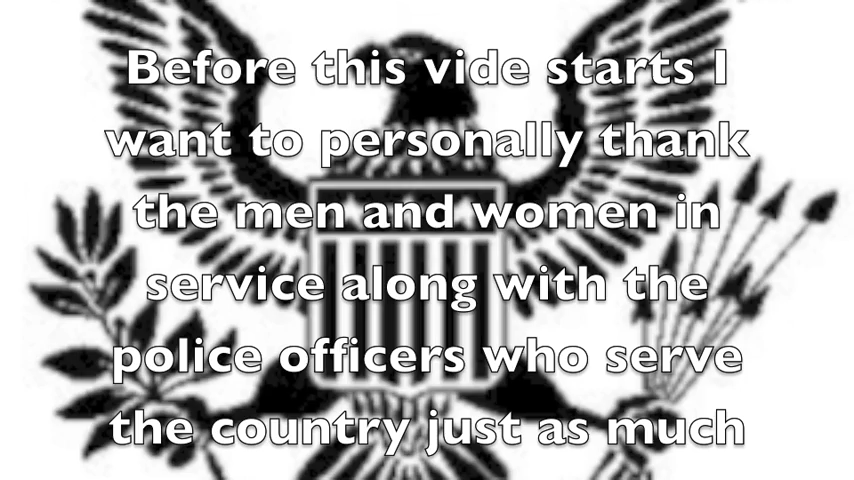 Before this vide starts I
want to personally thank
the men and women in
service along with the
police officers who serve
the country just as much